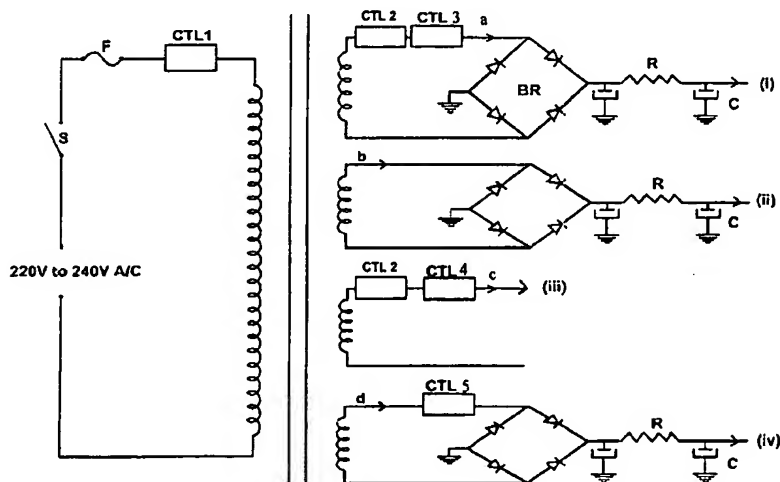 F
CTL1
S
220V to 240V A/C
CTL 2
CTL 3
a
BR
R
C
(i)
b
R
C
(ii)
CTL 2
CTL 4
c
(iii)
d
CTL 5
R
C
(iv)